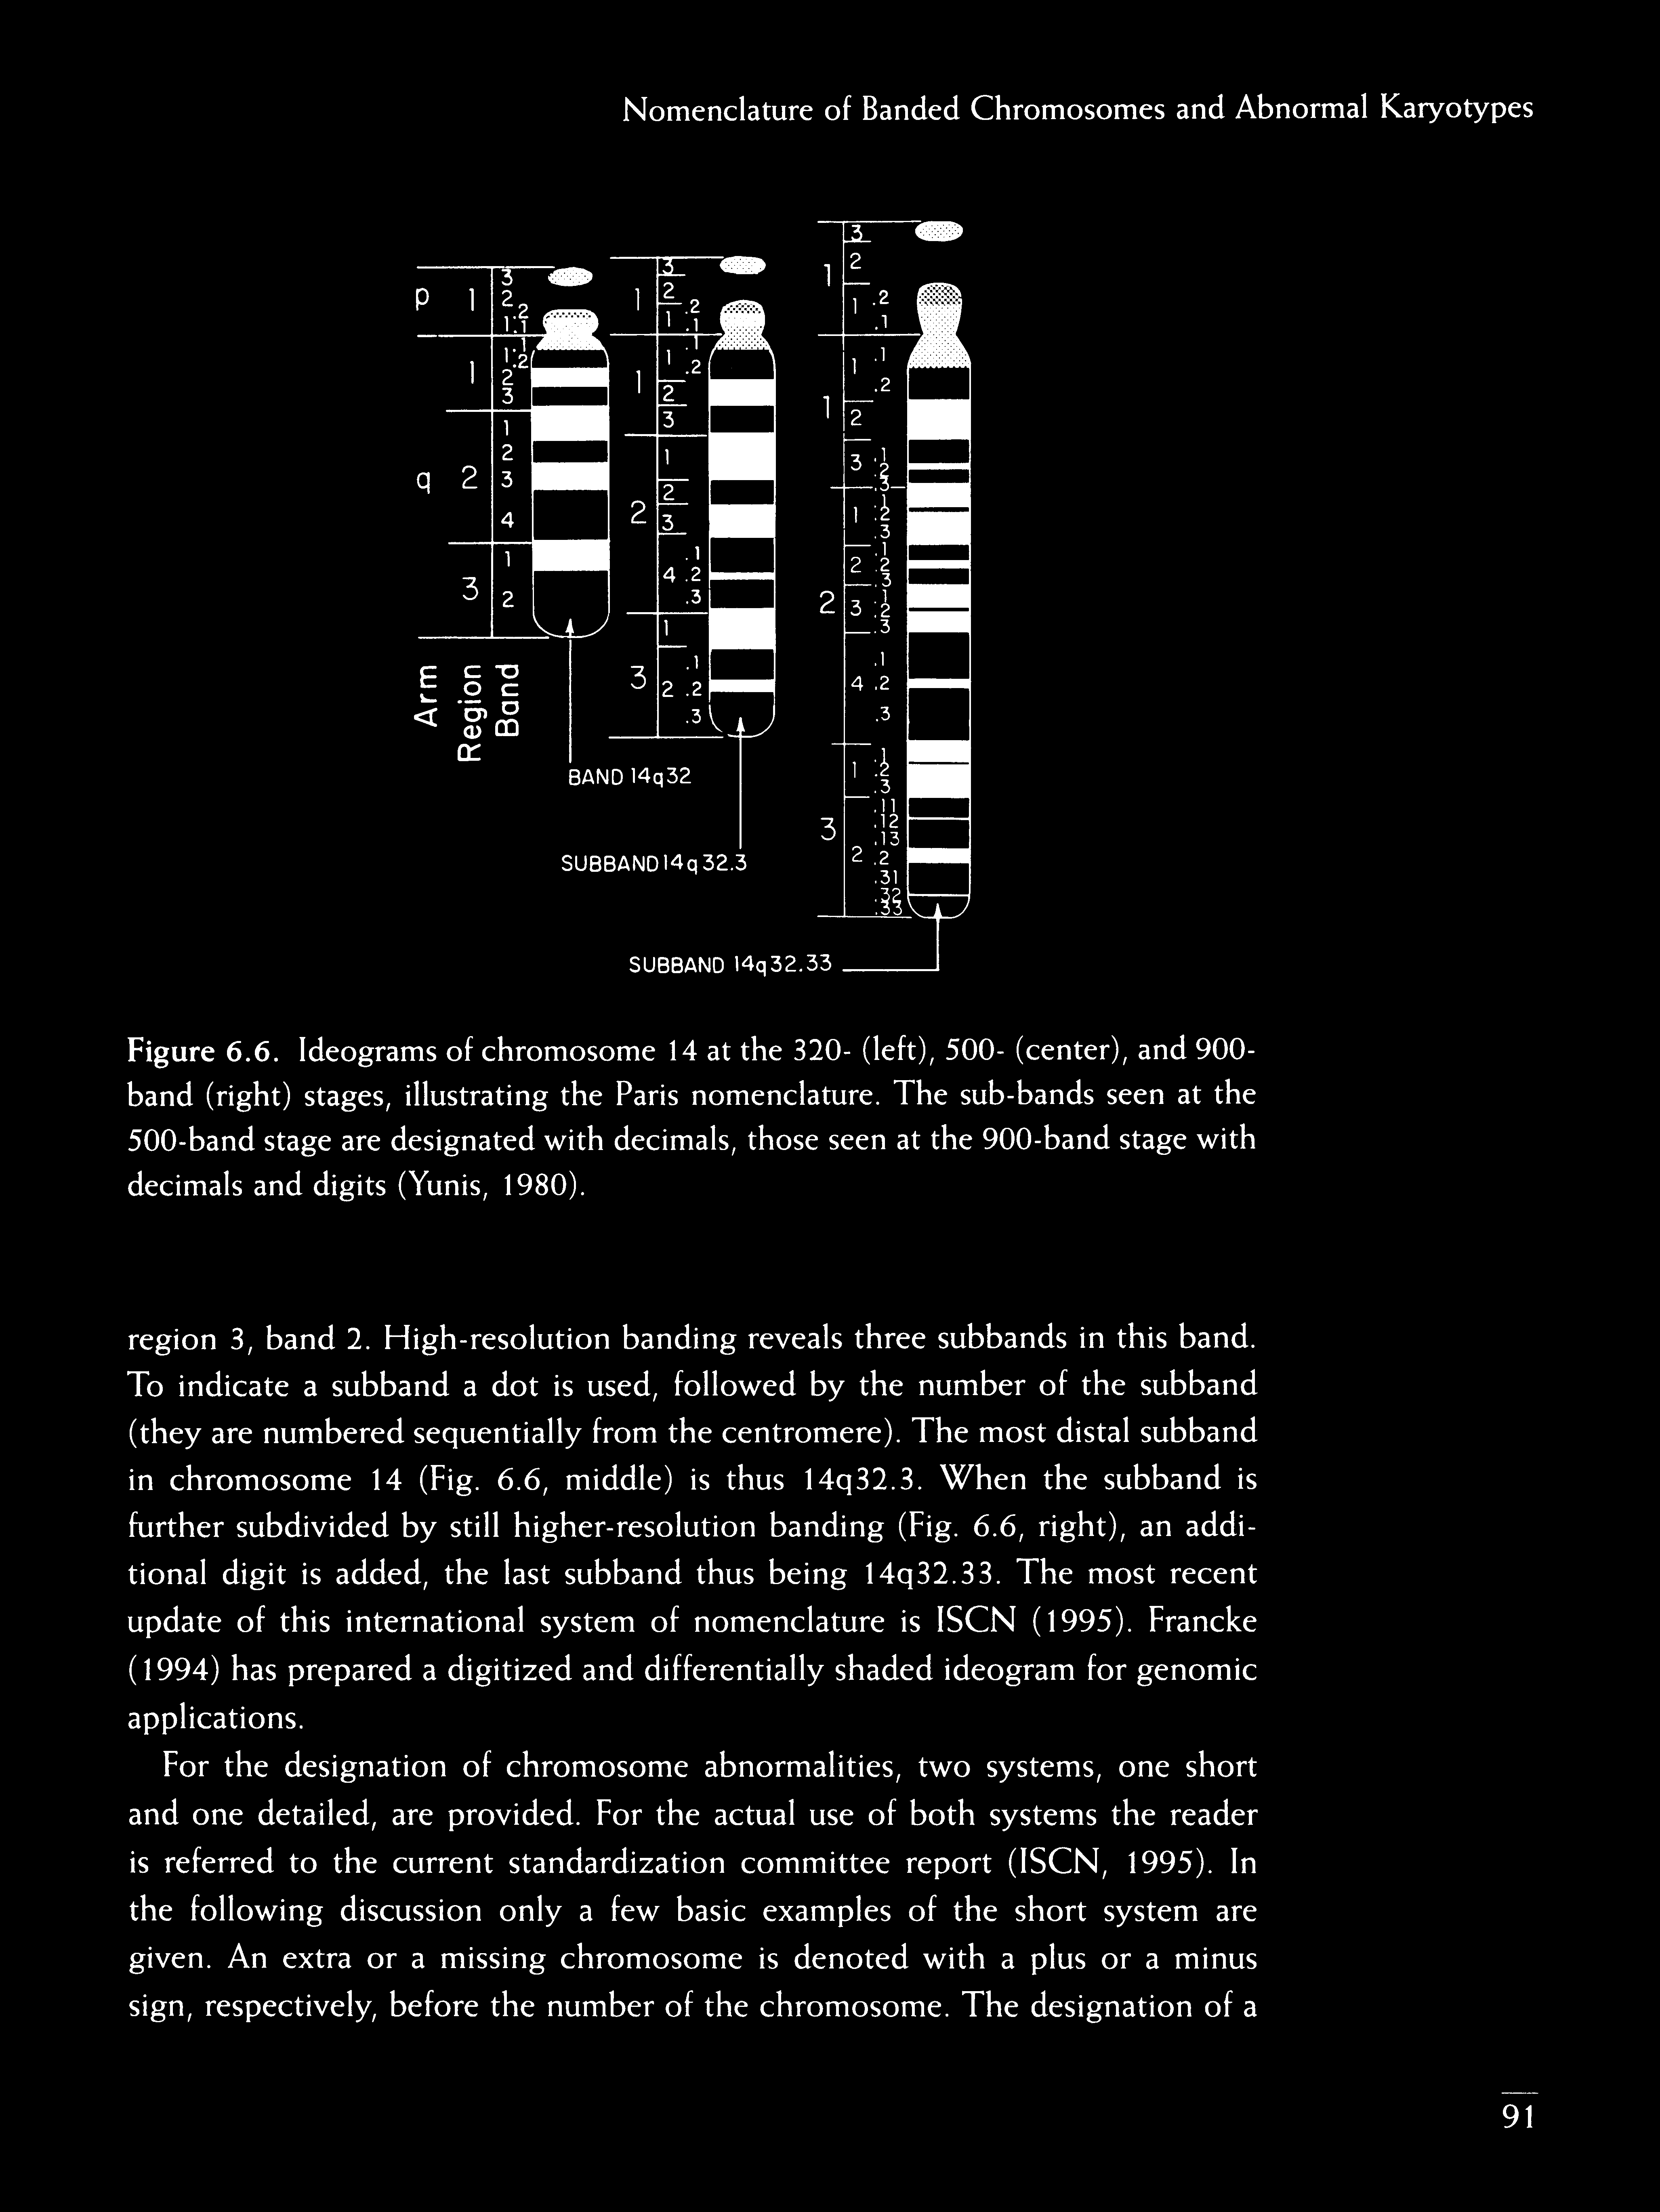 Nomenclature of Banded Chromosomes and Abnormal Karyotypes
p 1 3
2
1 .2
.1
q 1 1 .1
.2
2
3
2 1
2
3
4
3 1
2
Arm
Region
Band
1 3
2
1 .2
.1
1 1 .1
.2
2
3
2 1
2
3
4 .1
.2
.3
3 1
2 .1
.2
.3
1 3
2
1 .2
.1
1 1 .1
.2
2
3 .1
.2
.3
2 1 .1
.2
.3
2 .1
.2
.3
3 .1
.2
.3
4 .1
.2
.3
3 1 .1
.2
.3
2 .11
.12
.13
.2
.31
.32
.33
BAND 14q32
SUBBAND 14q32.3
SUBBAND 14q32.33
Figure 6.6. Ideograms of chromosome 14 at the 320- (left), 500- (center), and 900-
band (right) stages, illustrating the Paris nomenclature. The sub-bands seen at the
500-band stage are designated with decimals, those seen at the 900-band stage with
decimals and digits (Yunis, 1980).
region 3, band 2. High-resolution banding reveals three subbands in this band.
To indicate a subband a dot is used, followed by the number of the subband
(they are numbered sequentially from the centromere). The most distal subband
in chromosome 14 (Fig. 6.6, middle) is thus 14q32.3. When the subband is
further subdivided by still higher-resolution banding (Fig. 6.6, right), an addi-
tional digit is added, the last subband thus being 14q32.33. The most recent
update of this international system of nomenclature is ISCN (1995). Francke
(1994) has prepared a digitized and differentially shaded ideogram for genomic
applications.
For the designation of chromosome abnormalities, two systems, one short
and one detailed, are provided. For the actual use of both systems the reader
is referred to the current standardization committee report (ISCN, 1995). In
the following discussion only a few basic examples of the short system are
given. An extra or a missing chromosome is denoted with a plus or a minus
sign, respectively, before the number of the chromosome. The designation of a
91